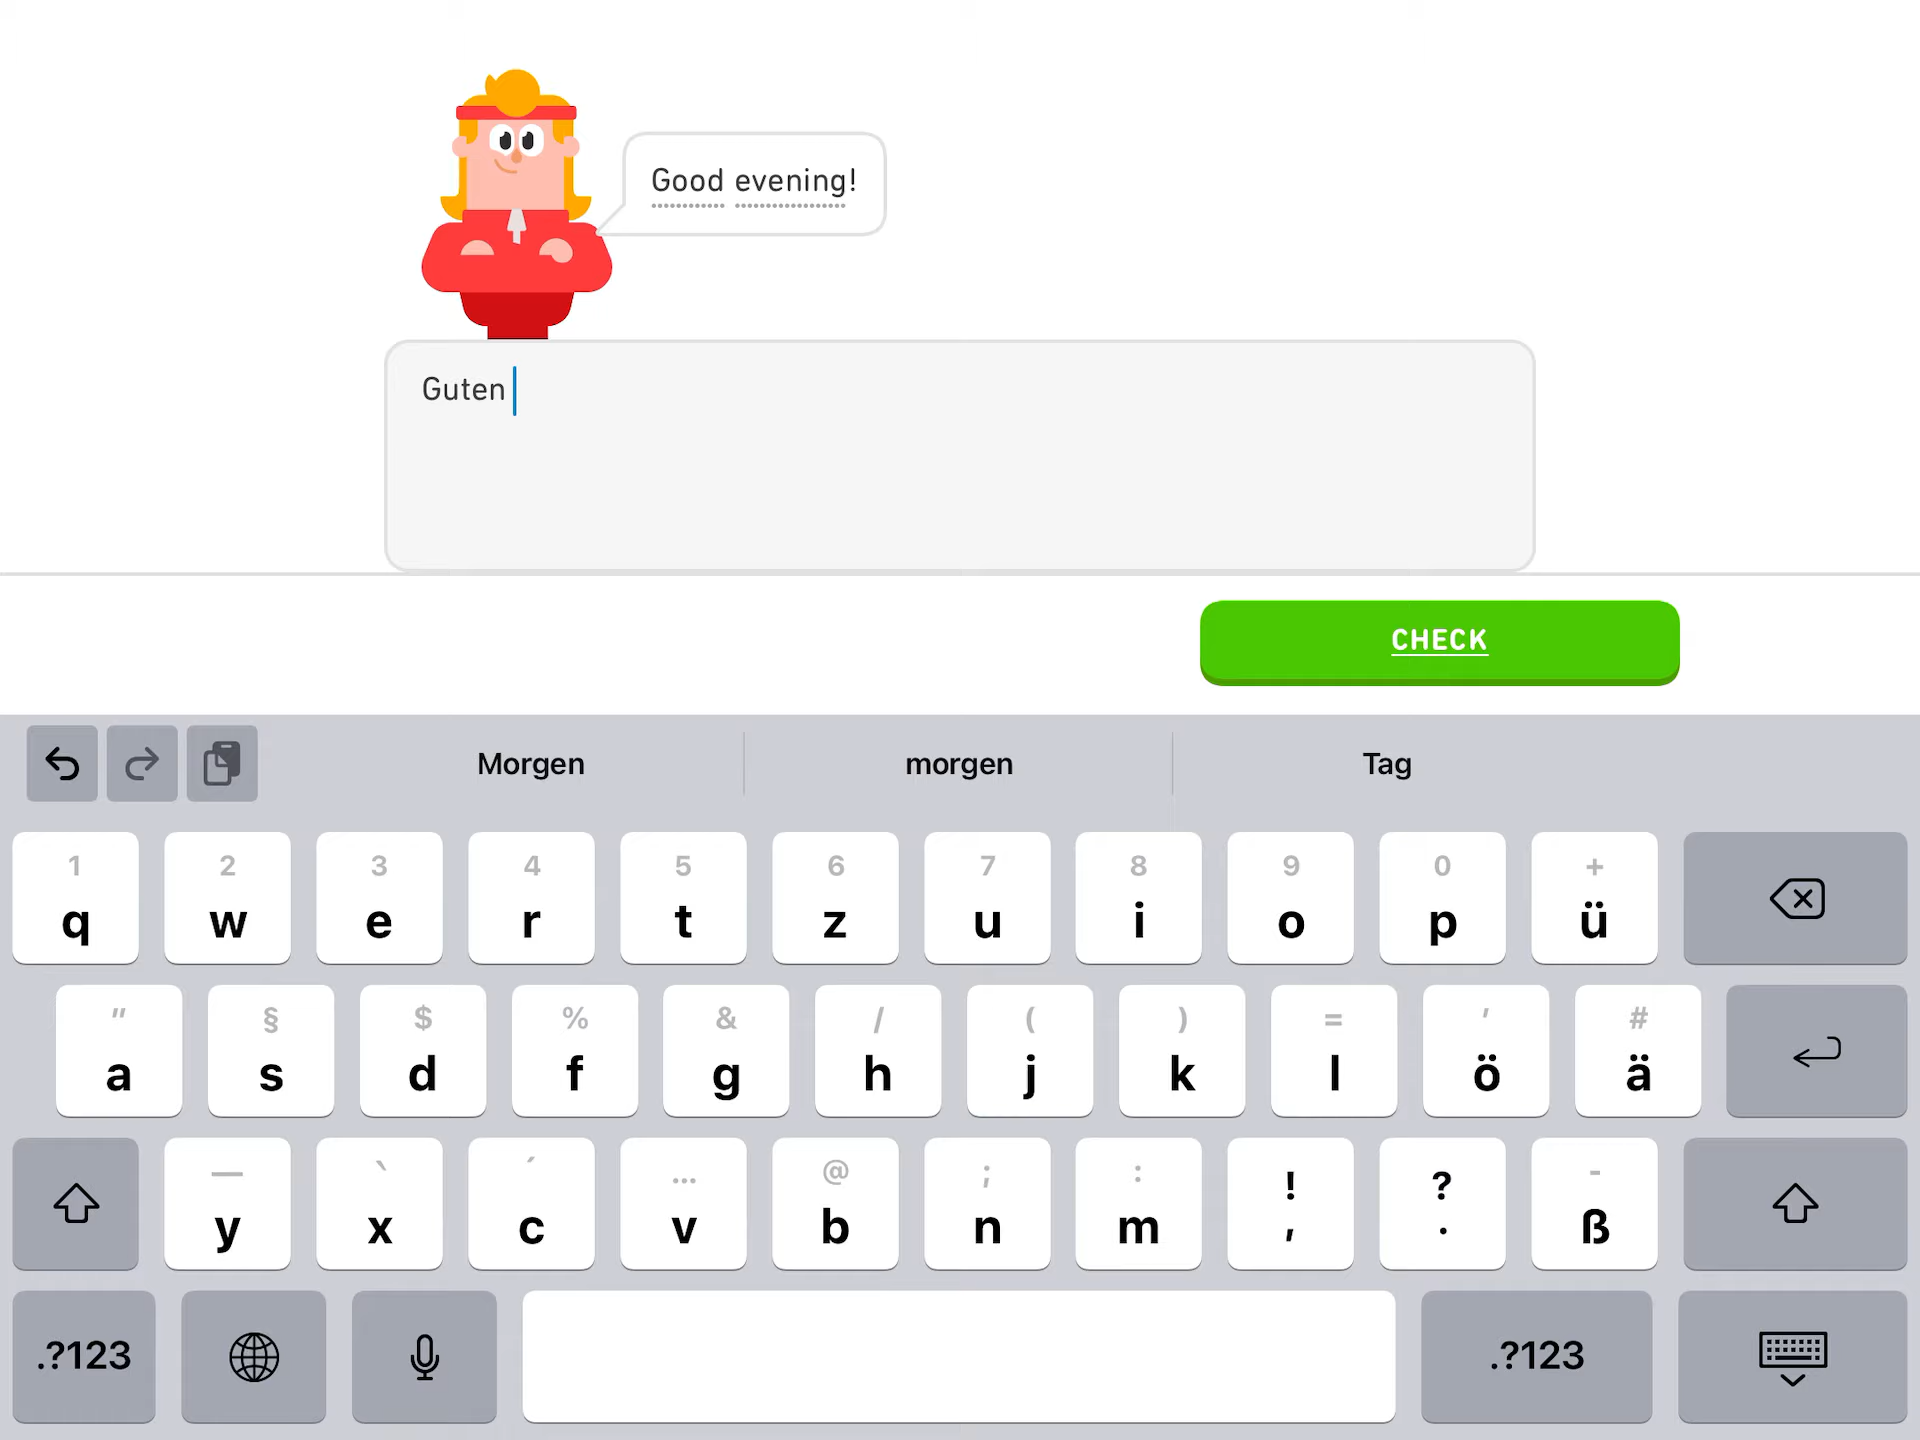 Good evening!
Guten
CHECK
Morgen morgen Tag
1 2 3 4 5 6 7 8 9 0 +
q w e r t z u i o p ü
" § $ % & / ( ) = ' #
a s d f g h j k l ö ä
— ` ´ … @ ; : ! ? -
y x c v b n m , . ß
.?123 .?123